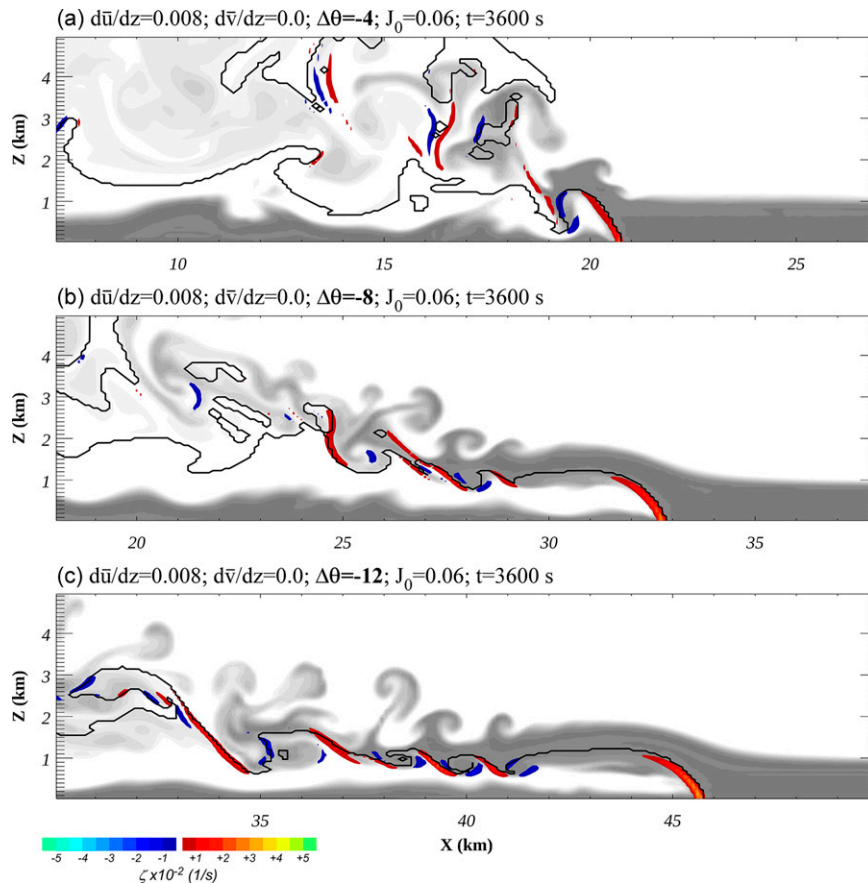 (a) dū/dz=0.008; dv̄/dz=0.0; Δθ=-4; J₀=0.06; t=3600 s
Z (km)
4
3
2
1
10 15 20 25
(b) dū/dz=0.008; dv̄/dz=0.0; Δθ=-8; J₀=0.06; t=3600 s
Z (km)
4
3
2
1
20 25 30 35
(c) dū/dz=0.008; dv̄/dz=0.0; Δθ=-12; J₀=0.06; t=3600 s
Z (km)
4
3
2
1
35 40 45
X (km)
-5 -4 -3 -2 -1 +1 +2 +3 +4 +5
ζ x10⁻² (1/s)